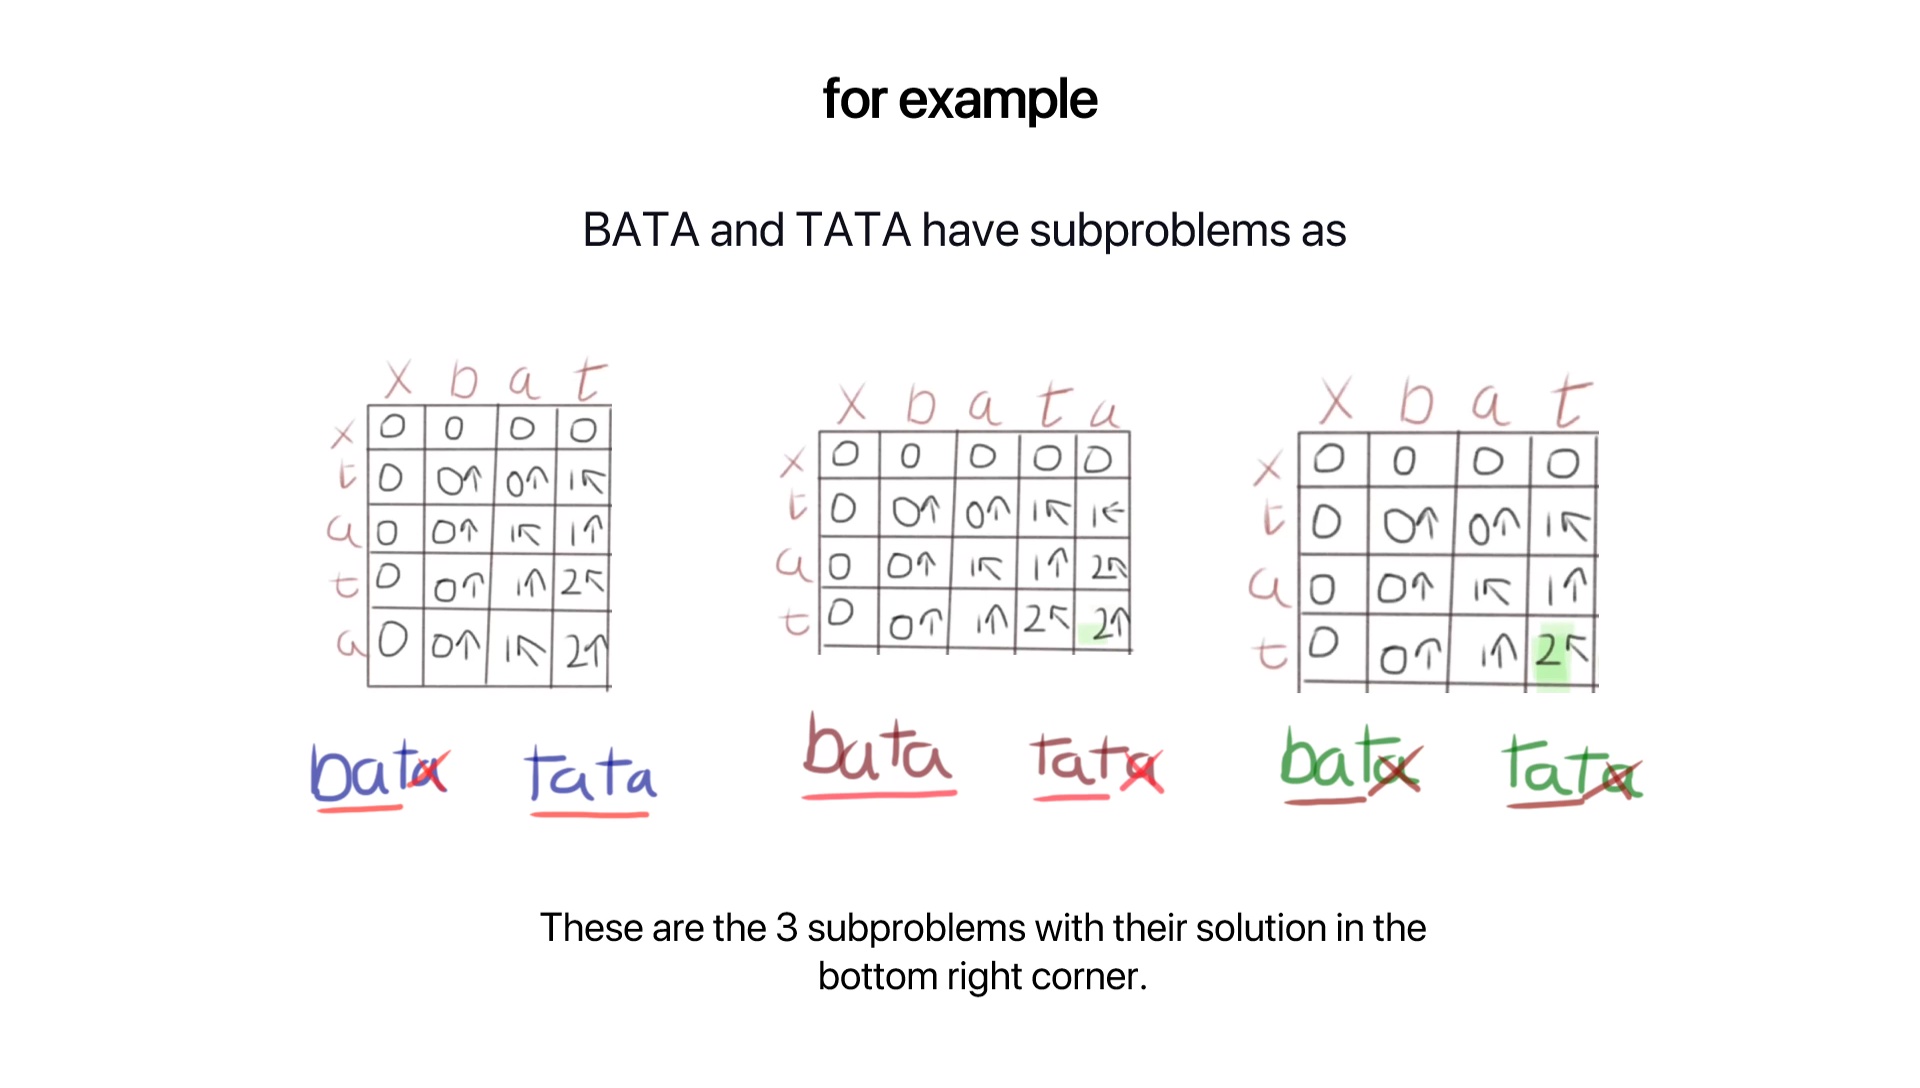 for example
BATA and TATA have subproblems as
x b a t
x 0 0 0 0
t 0 0↑ 0↑ 1↖
a 0 0↑ 1↖ 1↑
t 0 0↑ 1↑ 2↖
a 0 0↑ 1↖ 2↑
bata tata
x b a t a
x 0 0 0 0 0
t 0 0↑ 0↑ 1↖ 1←
a 0 0↑ 1↖ 1↑ 2↖
t 0 0↑ 1↑ 2↖ 2↑
bata tata
x b a t
x 0 0 0 0
t 0 0↑ 0↑ 1↖
a 0 0↑ 1↖ 1↑
t 0 0↑ 1↑ 2↖
bata tata
These are the 3 subproblems with their solution in the
bottom right corner.